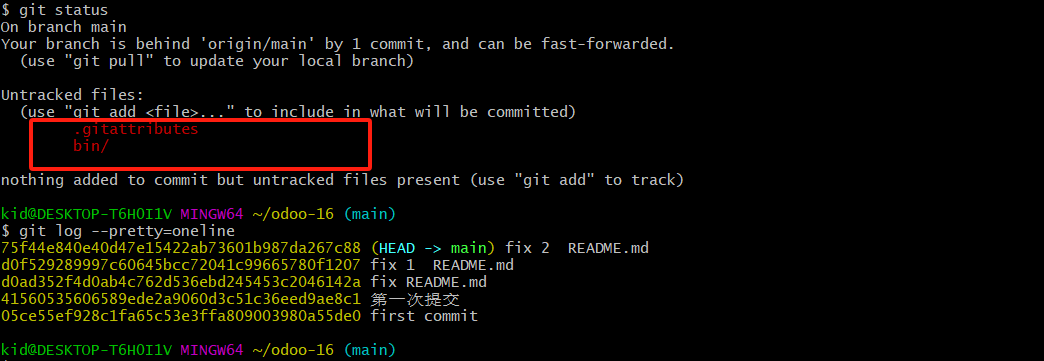 $ git status
On branch main
Your branch is behind 'origin/main' by 1 commit, and can be fast-forwarded.
(use "git pull" to update your local branch)
Untracked files:
(use "git add <file>..." to include in what will be committed)
.gitattributes
bin/
nothing added to commit but untracked files present (use "git add" to track)
kid@DESKTOP-T6H0I1V MINGW64 ~/odoo-16 (main)
$ git log --pretty=oneline
75f44e840e40d47e15422ab73601b987da267c88 (HEAD -> main) fix 2  README.md
d0f529289997c60645bcc72041c99665780f1207 fix 1  README.md
d0ad352f4d0ab4c762d536ebd245453c2046142a fix README.md
41560535606589ede2a9060d3c51c36eed9ae8c1 第一次提交
05ce55ef928c1fa65c53e3ffa809003980a55de0 first commit
kid@DESKTOP-T6H0I1V MINGW64 ~/odoo-16 (main)